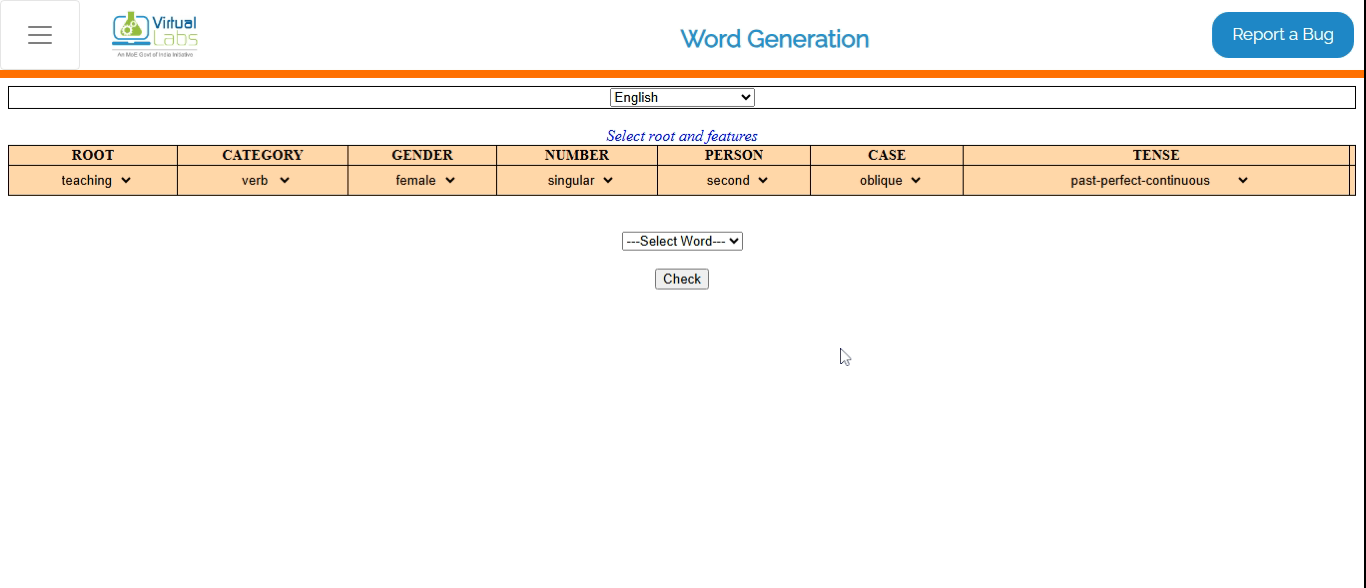 Virtual
Labs
An MoE Govt of India Initiative
Word Generation
Report a Bug
English
Select root and features
ROOT CATEGORY GENDER NUMBER PERSON CASE TENSE
teaching verb female singular second oblique past-perfect-continuous
---Select Word---
Check